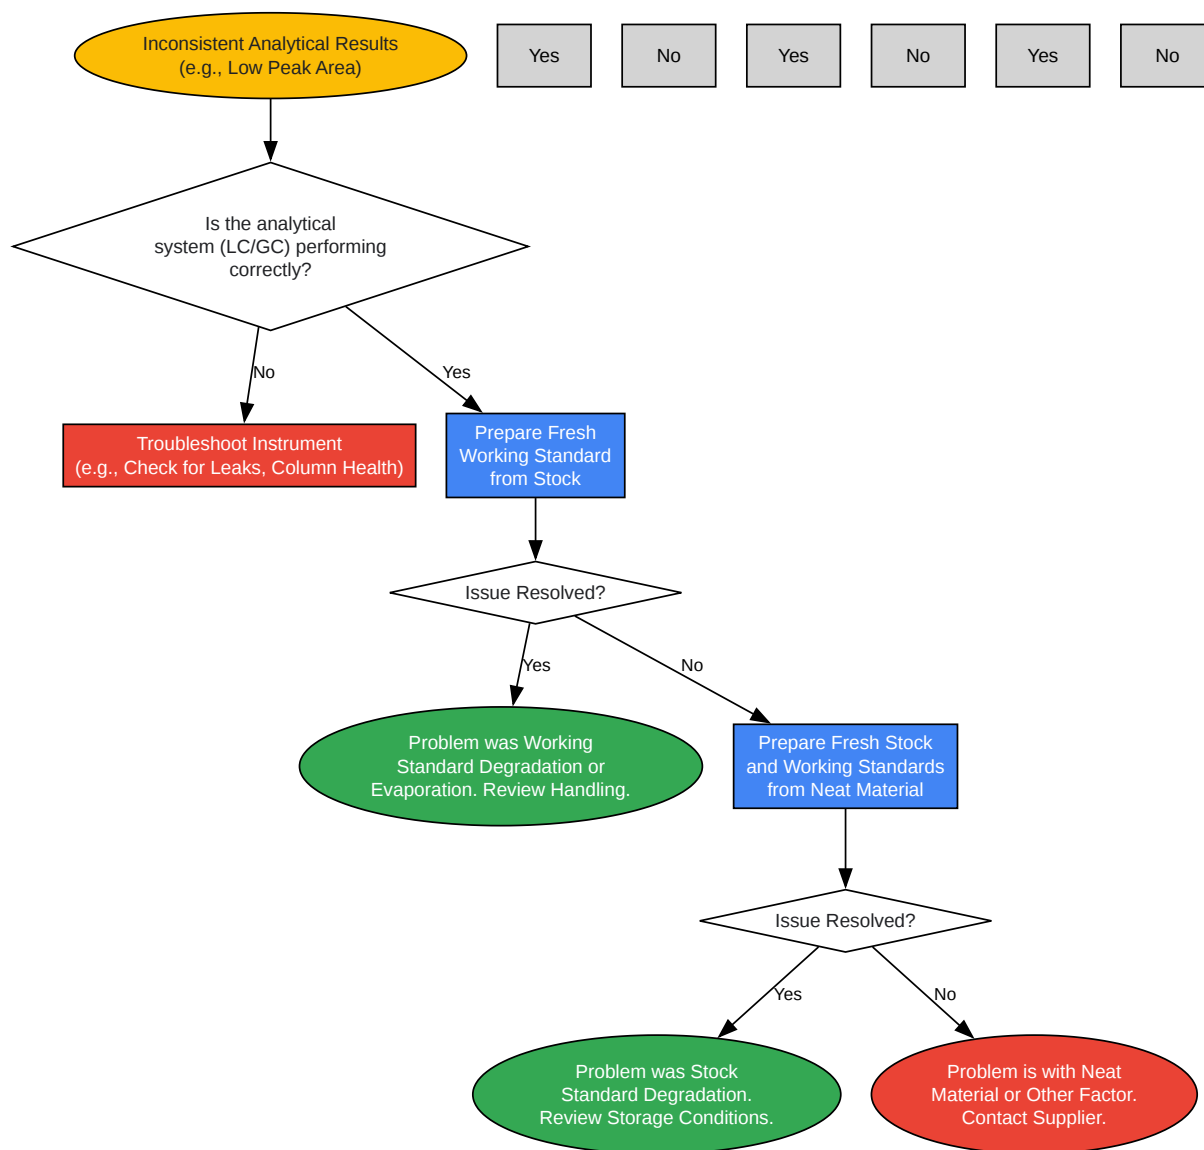 Inconsistent Analytical Results
(e.g., Low Peak Area)
Yes
No
Yes
No
Yes
No
Is the analytical
system (LC/GC) performing
correctly?
No
Yes
Troubleshoot Instrument
(e.g., Check for Leaks, Column Health)
Prepare Fresh
Working Standard
from Stock
Issue Resolved?
Yes
No
Problem was Working
Standard Degradation or
Evaporation. Review Handling.
Prepare Fresh Stock
and Working Standards
from Neat Material
Issue Resolved?
Yes
No
Problem was Stock
Standard Degradation.
Review Storage Conditions.
Problem is with Neat
Material or Other Factor.
Contact Supplier.